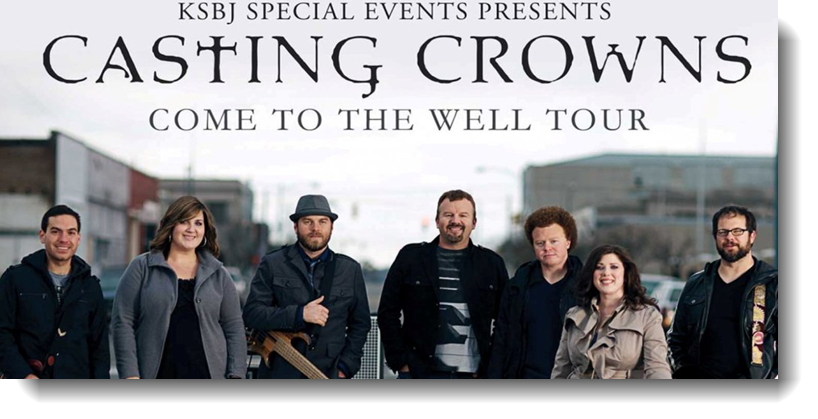 KSBJ SPECIAL EVENTS PRESENTS
CASTING CROWNS
COME TO THE WELL TOUR